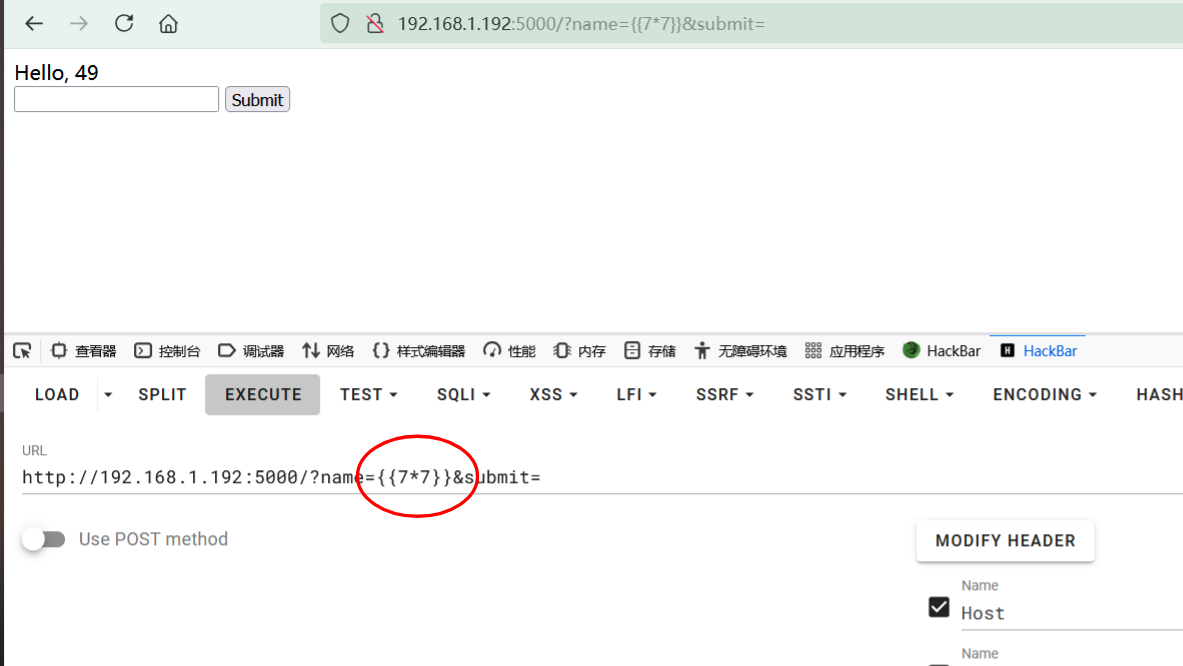 192.168.1.192:5000/?name={{7*7}}&submit=
Hello, 49
Submit
查看器 控制台 调试器 网络 {} 样式编辑器 性能 内存 存储 无障碍环境 应用程序 HackBar H HackBar
LOAD SPLIT EXECUTE TEST SQLI XSS LFI SSRF SSTI SHELL ENCODING HASH
URL
http://192.168.1.192:5000/?name={{7*7}}&submit=
Use POST method
MODIFY HEADER
Name
Host
Name